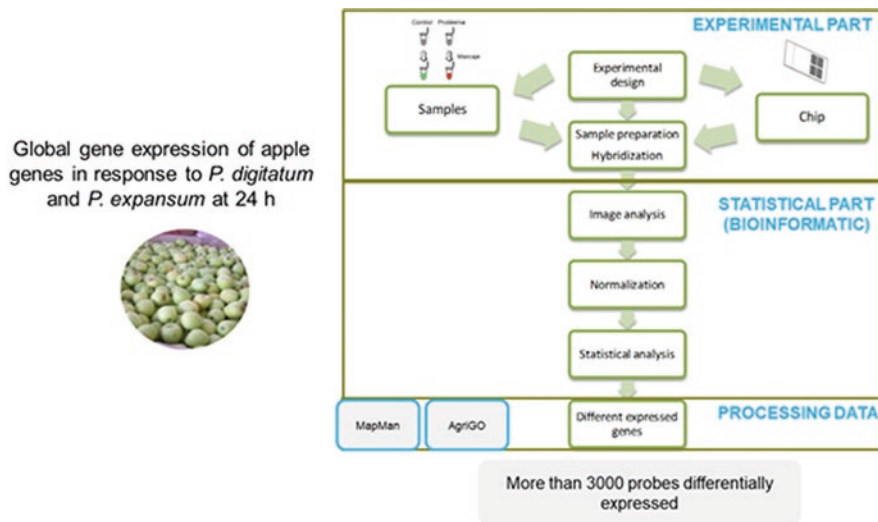 Global gene expression of apple
genes in response to P. digitatum
and P. expansum at 24 h
EXPERIMENTAL PART
Control Problema
Marcaje
Samples
Experimental
design
Chip
Sample preparation
Hybridization
STATISTICAL PART
(BIOINFORMATIC)
Image analysis
Normalization
Statistical analysis
PROCESSING DATA
MapMan
AgriGO
Different expressed
genes
More than 3000 probes differentially
expressed